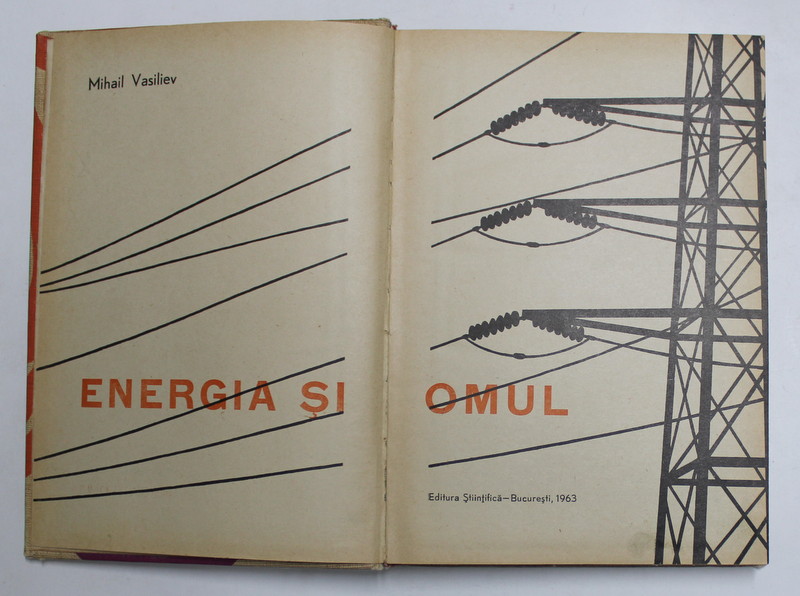 Mihail Vasiliev
ENERGIA ȘI OMUL
Editura Științifică—București, 1963